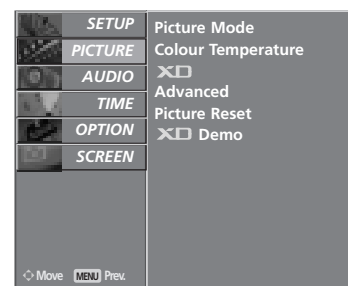 SETUP
PICTURE
AUDIO
TIME
OPTION
SCREEN
Move MENU Prev.
Picture Mode
Colour Temperature
XD
Advanced
Picture Reset
XD Demo